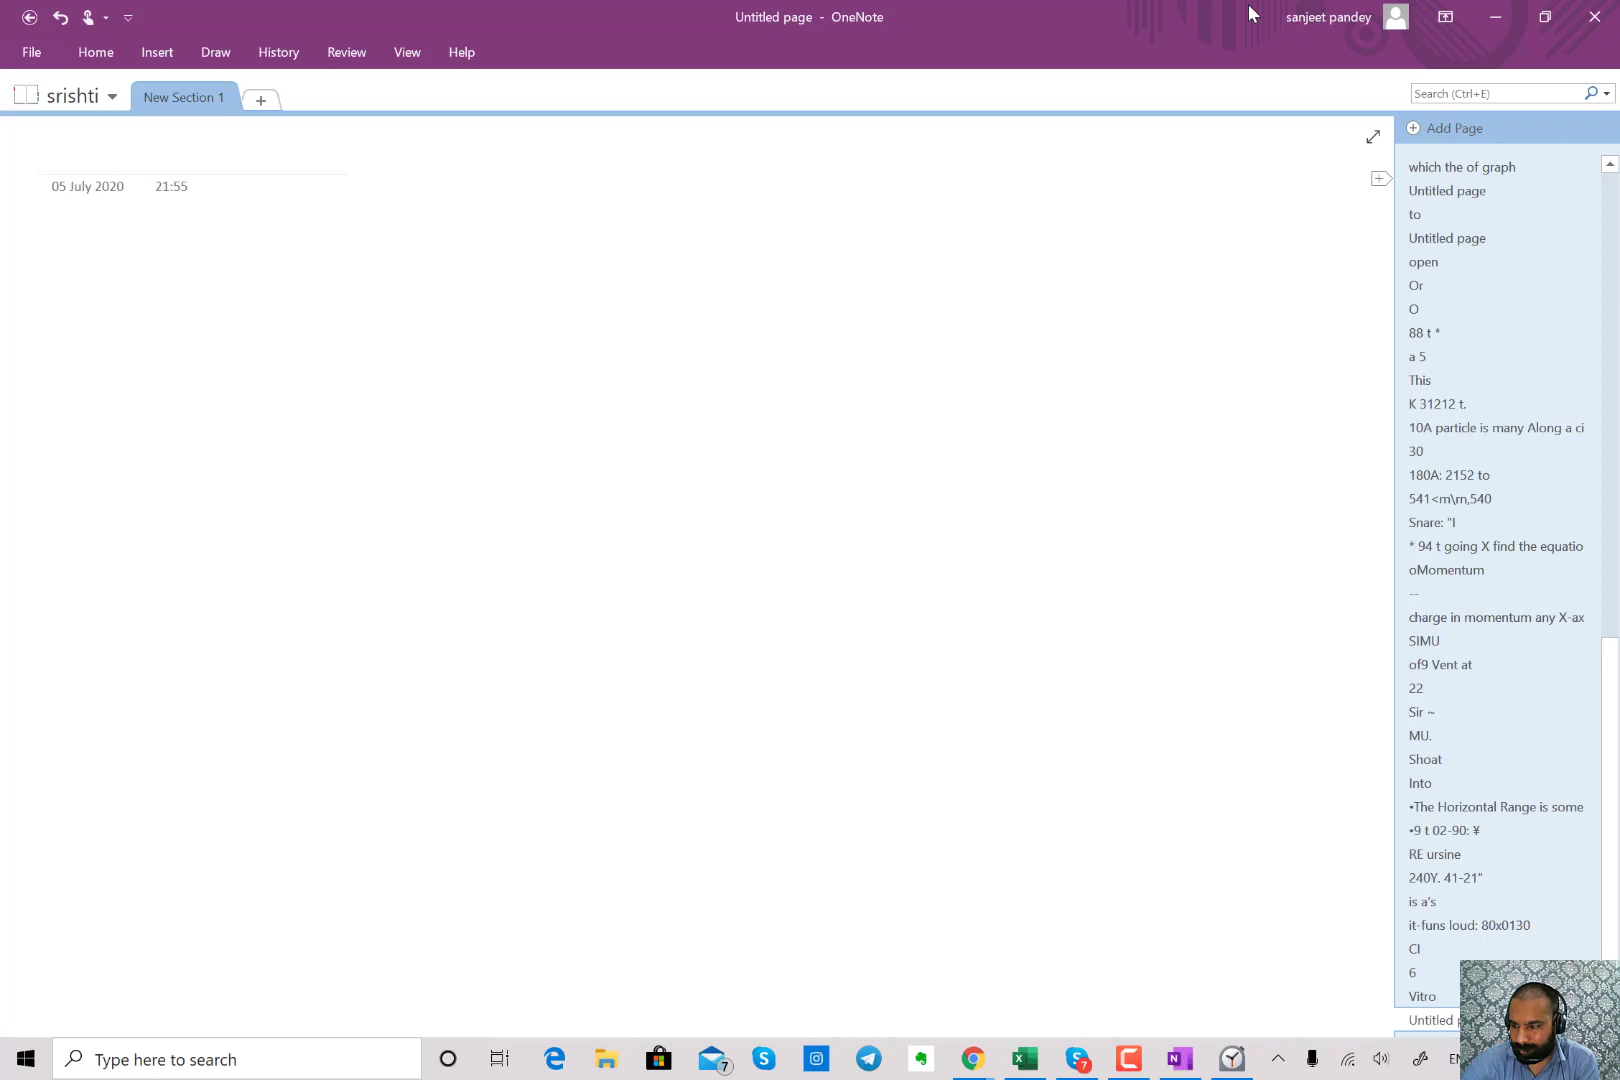 Untitled page - OneNote
sanjeet pandey
File Home Insert Draw History Review View Help
srishti
New Section 1
Search (Ctrl+E)
Add Page
05 July 2020 21:55
which the of graph
Untitled page
to
Untitled page
open
Or
O
88 t *
a 5
This
K 31212 t.
10A particle is many Along a ci
30
180A: 2152 to
541<m\rn,540
Snare: "I
* 94 t going X find the equatio
oMomentum
--
charge in momentum any X-ax
SIMU
of9 Vent at
22
Sir ~
MU.
Shoat
Into
•The Horizontal Range is some
•9 t 02-90: ¥
RE ursine
240Y. 41-21"
is a's
it-funs loud: 80x0130
CI
6
Vitro
Untitled
Type here to search
7
7